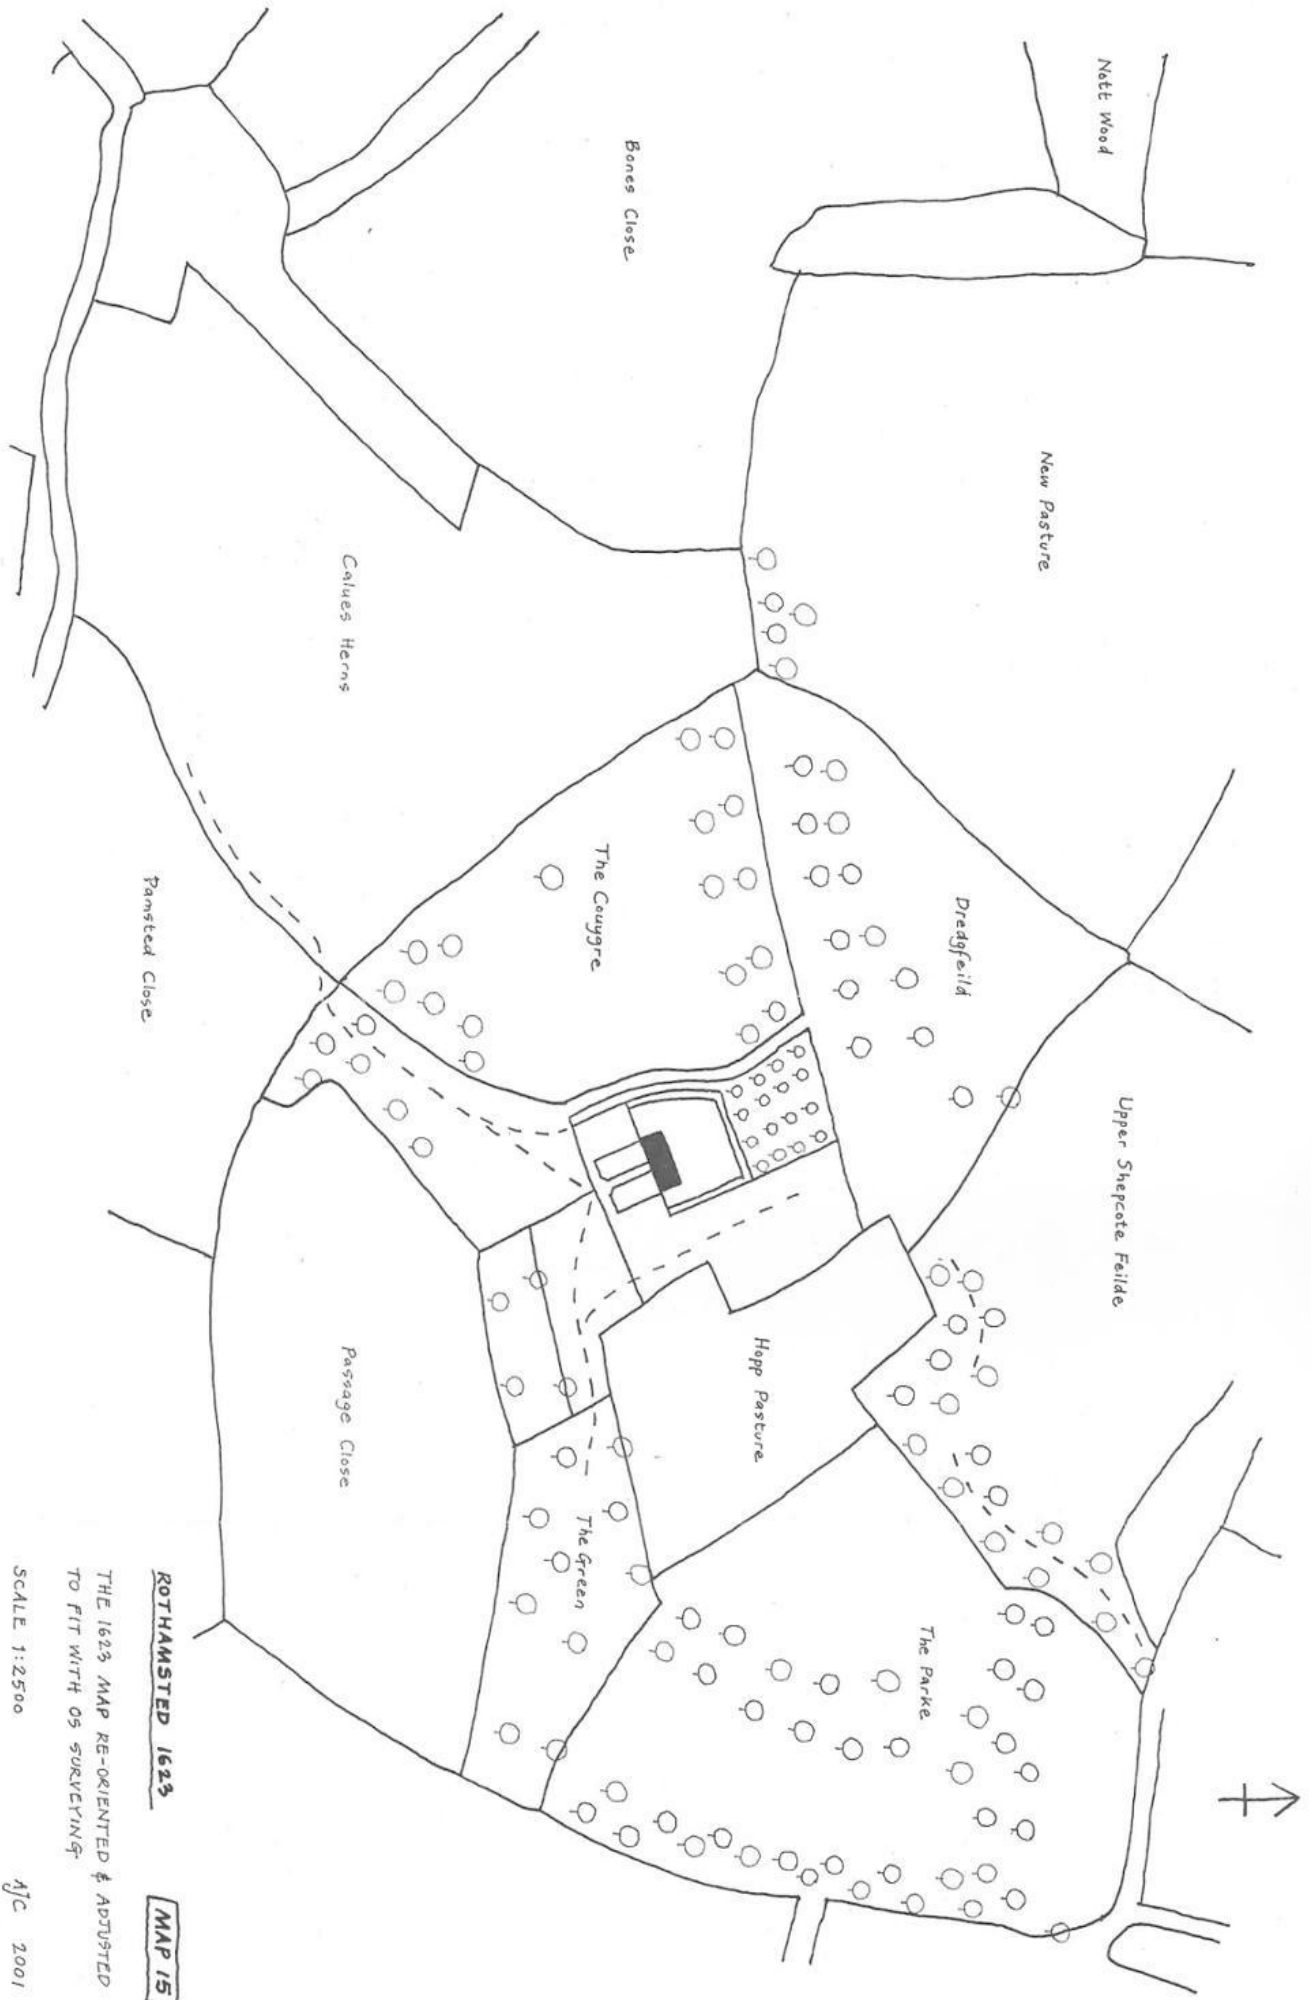 Nott Wood
New Pasture
Bones Close
Upper Shepcote Feilde
Dredgfeild
The Couygre
Calues Herns
Pamsted Close
The Parke
Hopp Pasture
The Green
Passage Close
ROTHAMSTED 1623
MAP 15
THE 1623 MAP RE-ORIENTED & ADJUSTED
TO FIT WITH OS SURVEYING
SCALE 1:2500
AJC 2001